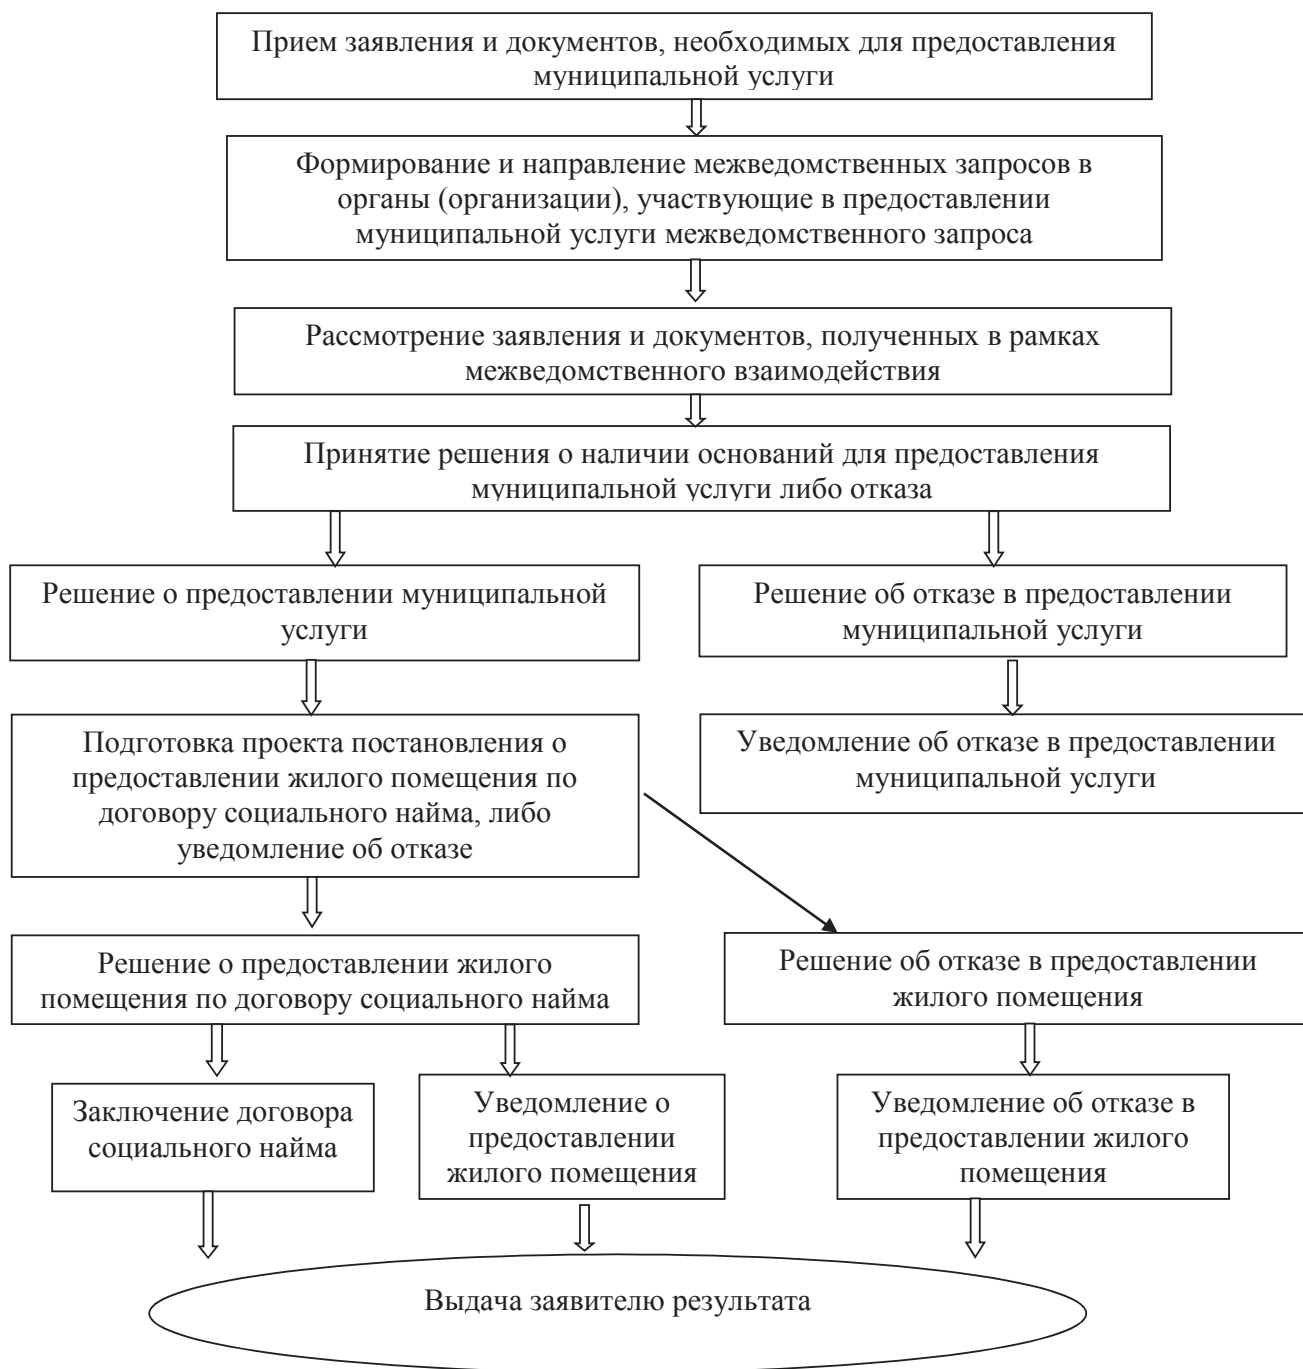 Прием заявления и документов, необходимых для предоставления
муниципальной услуги
Формирование и направление межведомственных запросов в
органы (организации), участвующие в предоставлении
муниципальной услуги межведомственного запроса
Рассмотрение заявления и документов, полученных в рамках
межведомственного взаимодействия
Принятие решения о наличии оснований для предоставления
муниципальной услуги либо отказа
Решение о предоставлении муниципальной
услуги
Решение об отказе в предоставлении
муниципальной услуги
Подготовка проекта постановления о
предоставлении жилого помещения по
договору социального найма, либо
уведомление об отказе
Уведомление об отказе в предоставлении
муниципальной услуги
Решение о предоставлении жилого
помещения по договору социального найма
Решение об отказе в предоставлении
жилого помещения
Заключение договора
социального найма
Уведомление о
предоставлении
жилого помещения
Уведомление об отказе в
предоставлении жилого
помещения
Выдача заявителю результата